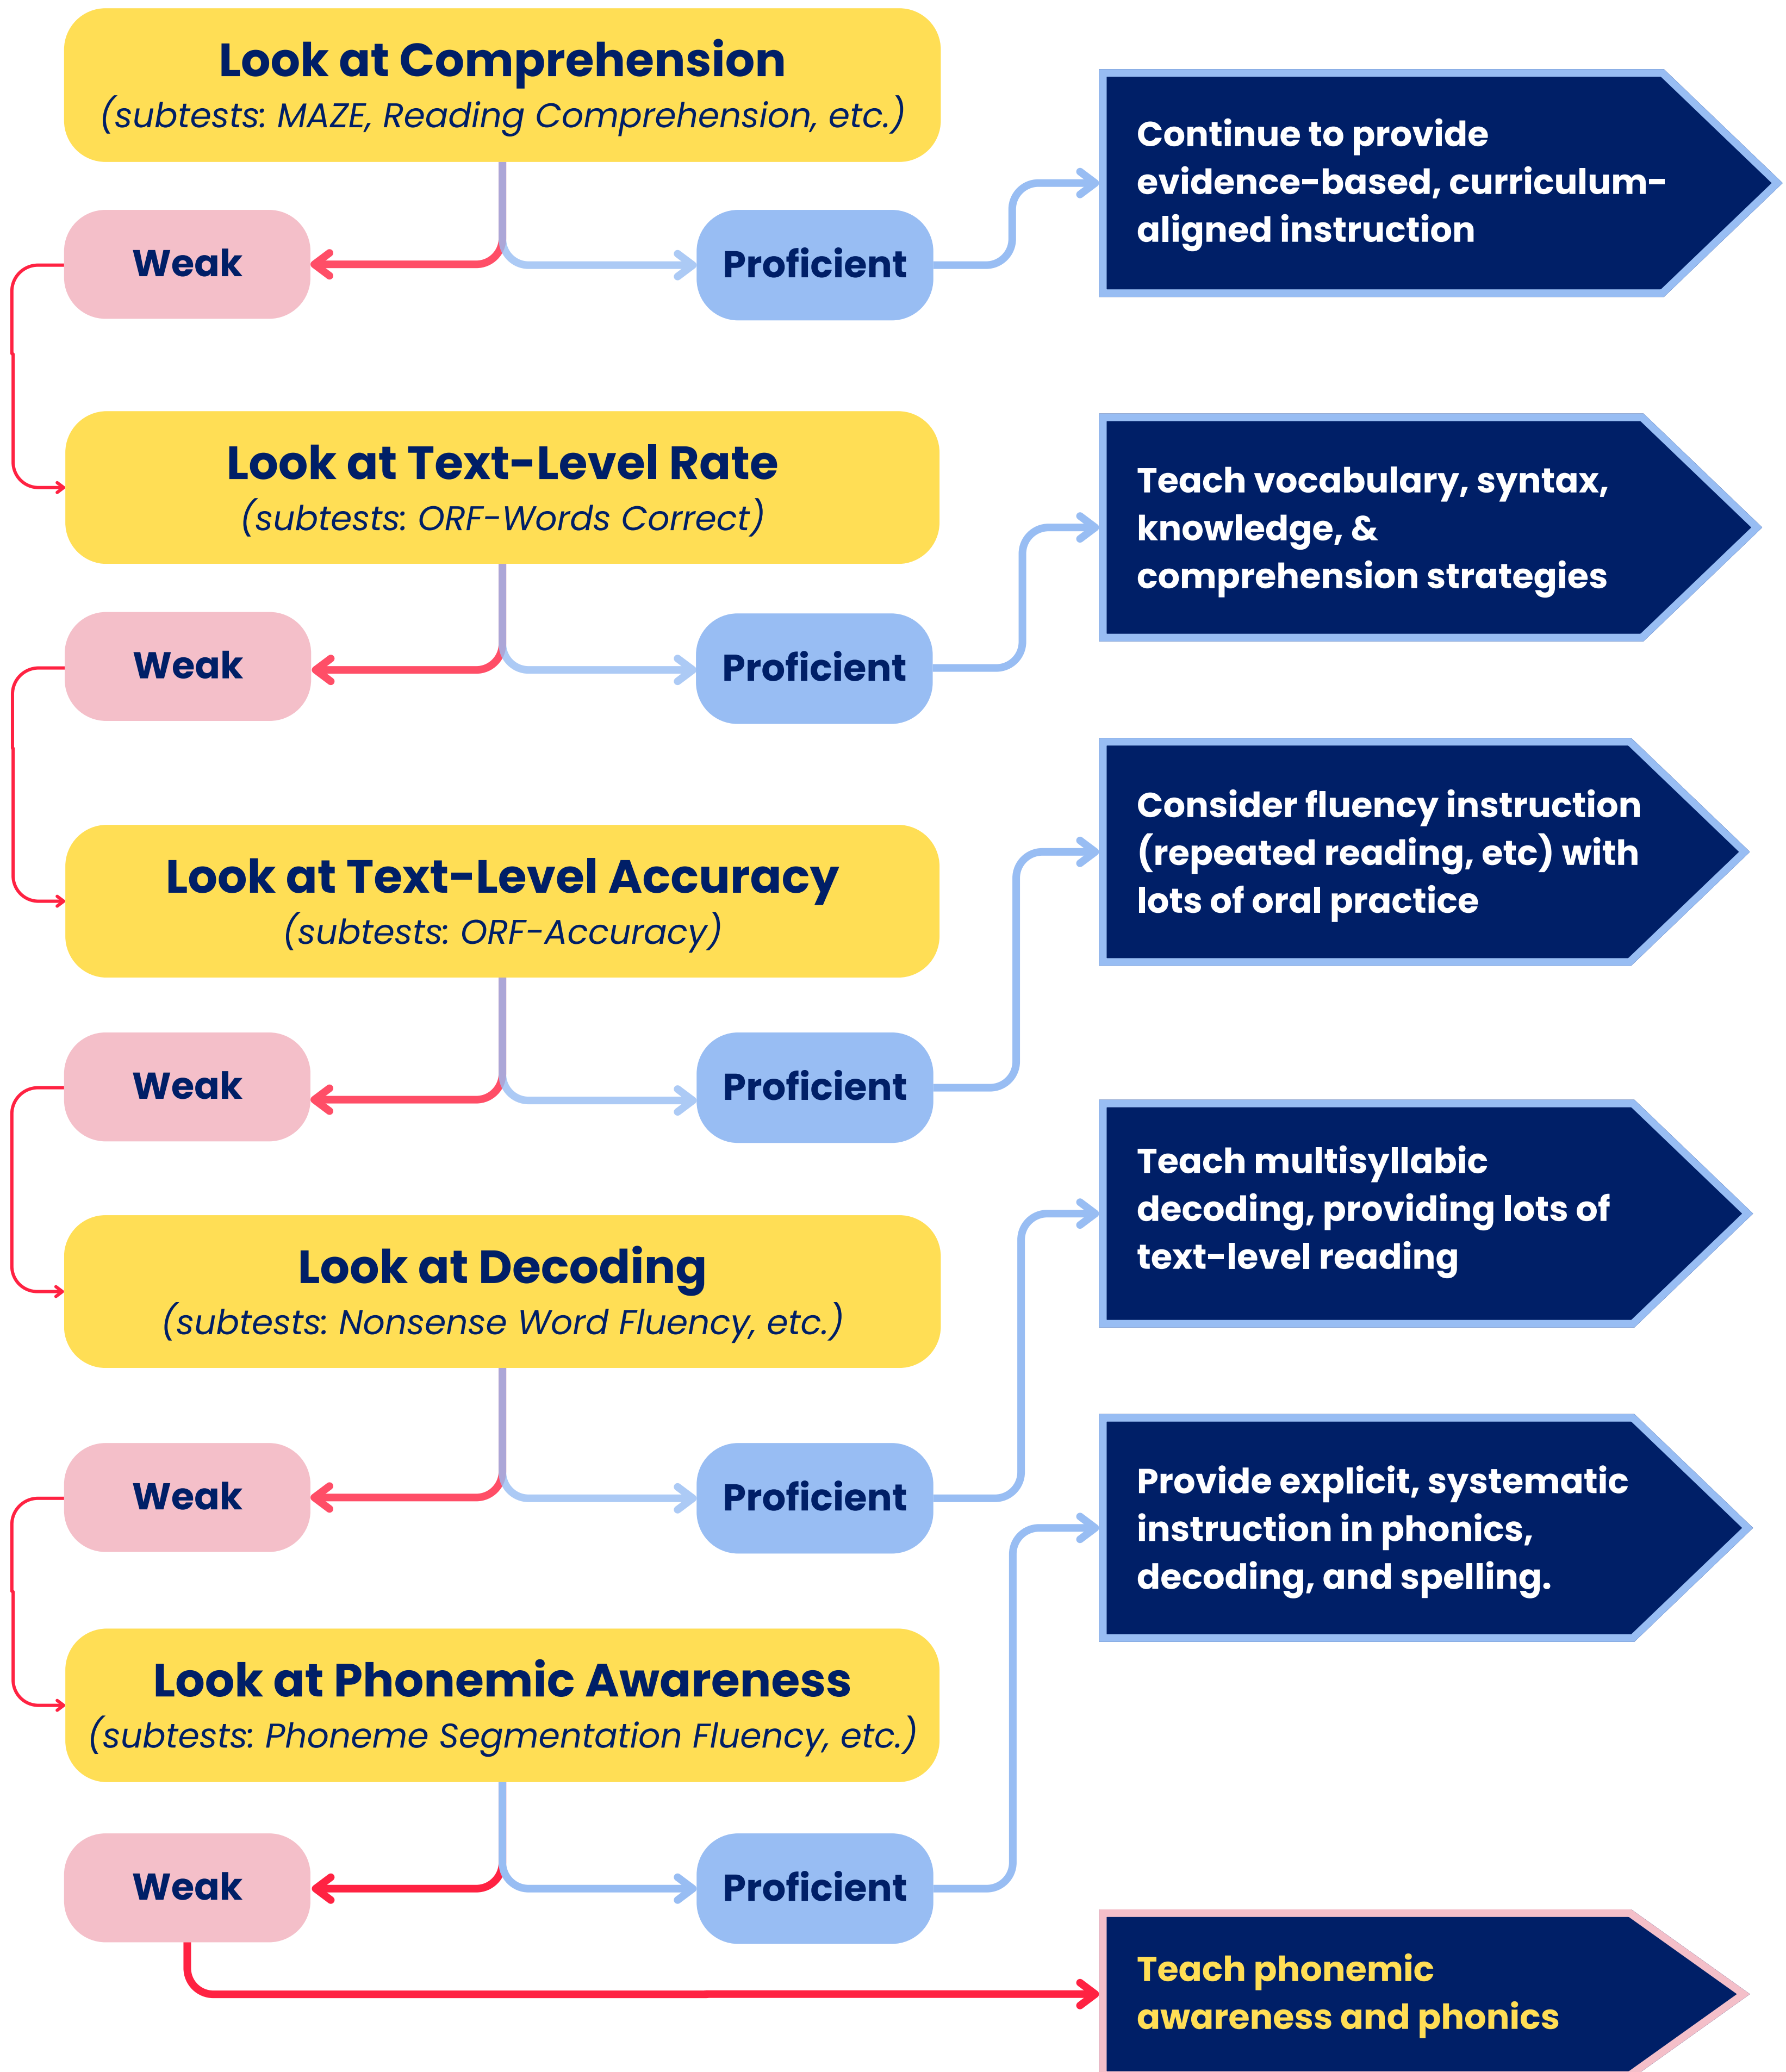 Look at Comprehension
(subtests: MAZE, Reading Comprehension, etc.)
Weak
Proficient
Continue to provide
evidence-based, curriculum-
aligned instruction
Look at Text-Level Rate
(subtests: ORF-Words Correct)
Weak
Proficient
Teach vocabulary, syntax,
knowledge, &
comprehension strategies
Look at Text-Level Accuracy
(subtests: ORF-Accuracy)
Weak
Proficient
Consider fluency instruction
(repeated reading, etc) with
lots of oral practice
Look at Decoding
(subtests: Nonsense Word Fluency, etc.)
Weak
Proficient
Teach multisyllabic
decoding, providing lots of
text-level reading
Look at Phonemic Awareness
(subtests: Phoneme Segmentation Fluency, etc.)
Weak
Proficient
Provide explicit, systematic
instruction in phonics,
decoding, and spelling.
Teach phonemic
awareness and phonics